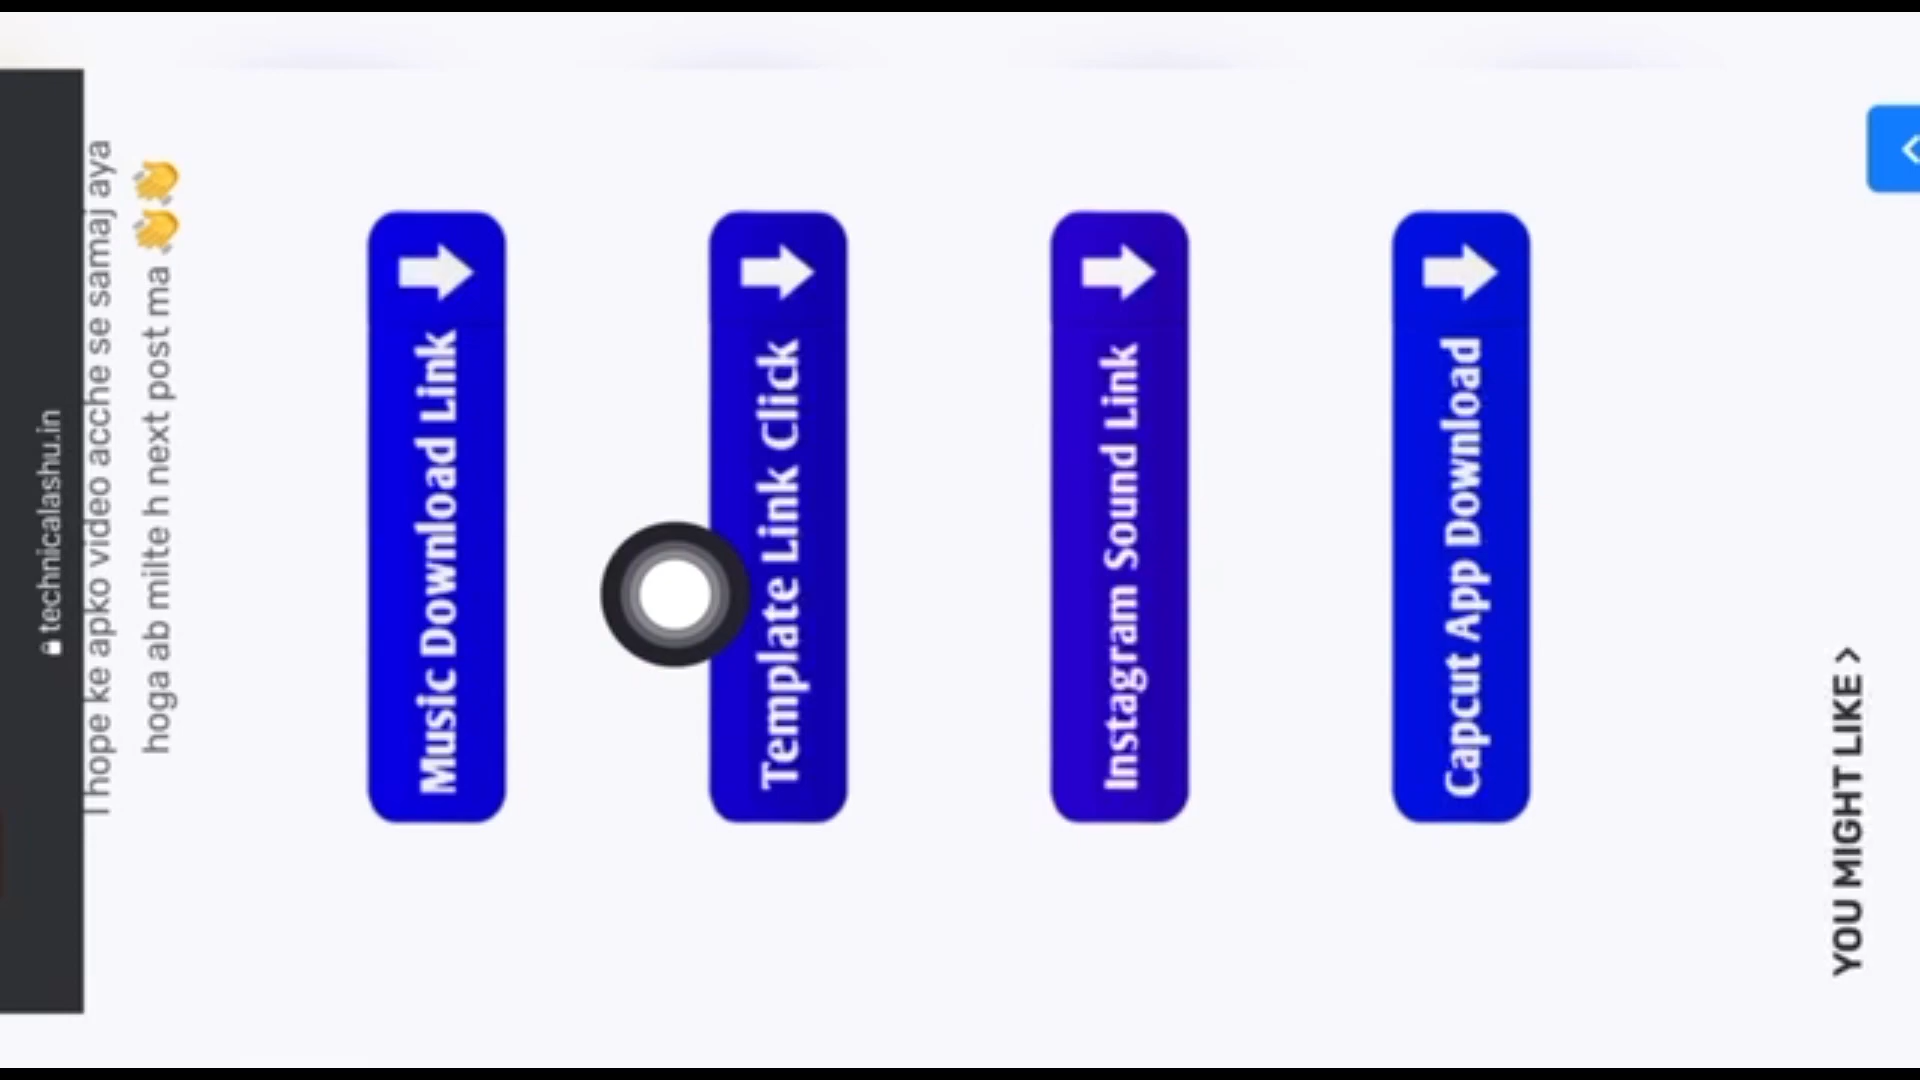 technicalashu.in
I hope ke apko video acche se samaj aya
hoga ab milte h next post ma 👋👋
Music Download Link
Template Link Click
Instagram Sound Link
Capcut App Download
YOU MIGHT LIKE >